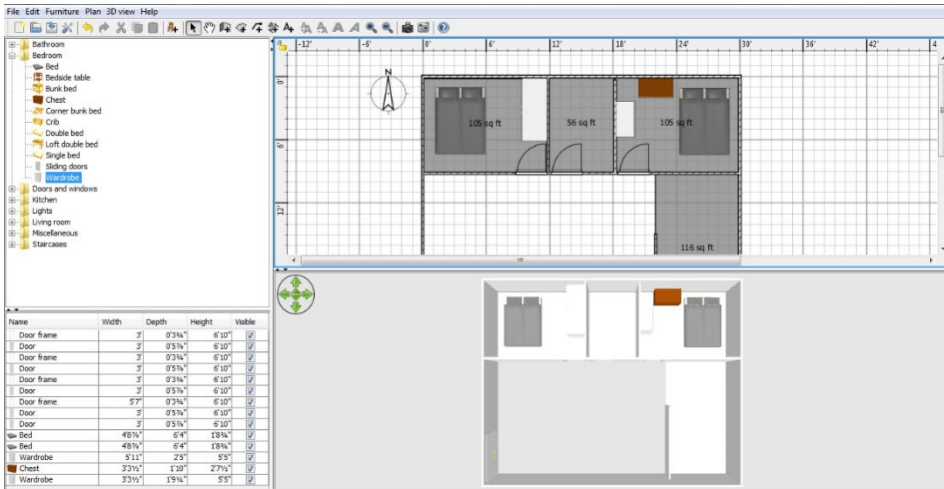 File Edit Furniture Plan 3D view Help
Bathroom
Bedroom
Bed
Bedside table
Bunk bed
Chest
Corner bunk bed
Crib
Double bed
Loft double bed
Single bed
Sliding doors
Wardrobe
Doors and windows
Kitchen
Lights
Living room
Miscellaneous
Staircases
-12' -6' 0' 6' 12' 18' 24' 30' 36' 42' 4
0'
6'
12'
N
105 sq ft 56 sq ft 105 sq ft
116 sq ft
Name Width Depth Height Visible
Door frame 3' 0'3¾" 6'10"
Door 3' 0'5⅞" 6'10"
Door frame 3' 0'3¾" 6'10"
Door 3' 0'5⅞" 6'10"
Door frame 3' 0'3¾" 6'10"
Door 3' 0'5⅞" 6'10"
Door frame 5'7" 0'3¾" 6'10"
Door 3' 0'5⅞" 6'10"
Door 3' 0'5⅞" 6'10"
Bed 4'8⅞" 6'4" 1'8¾"
Bed 4'8⅞" 6'4" 1'8¾"
Wardrobe 5'11" 2'5" 5'5"
Chest 3'3½" 1'10" 2'7½"
Wardrobe 3'3½" 1'9¼" 5'5"